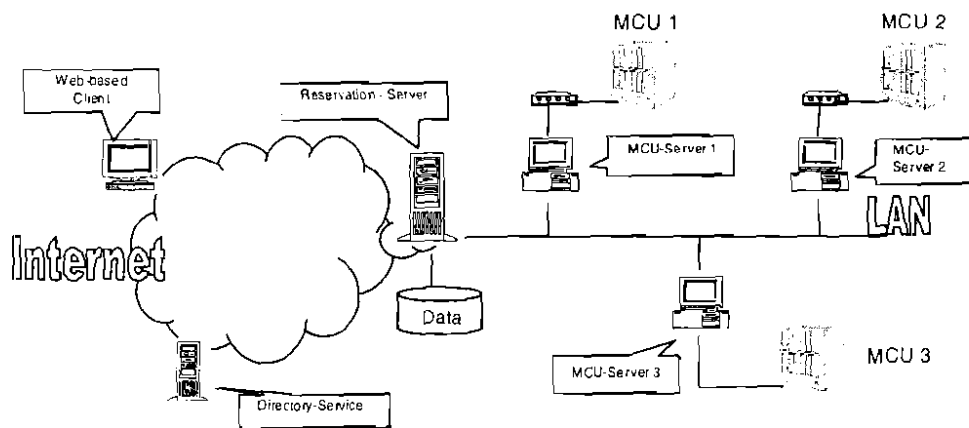 MCU 1
MCU 2
Web-based
Client
Reservation - Server
MCU-Server 1
MCU-
Server 2
LAN
Internet
Data
MCU-Server 3
MCU 3
Directory-Service